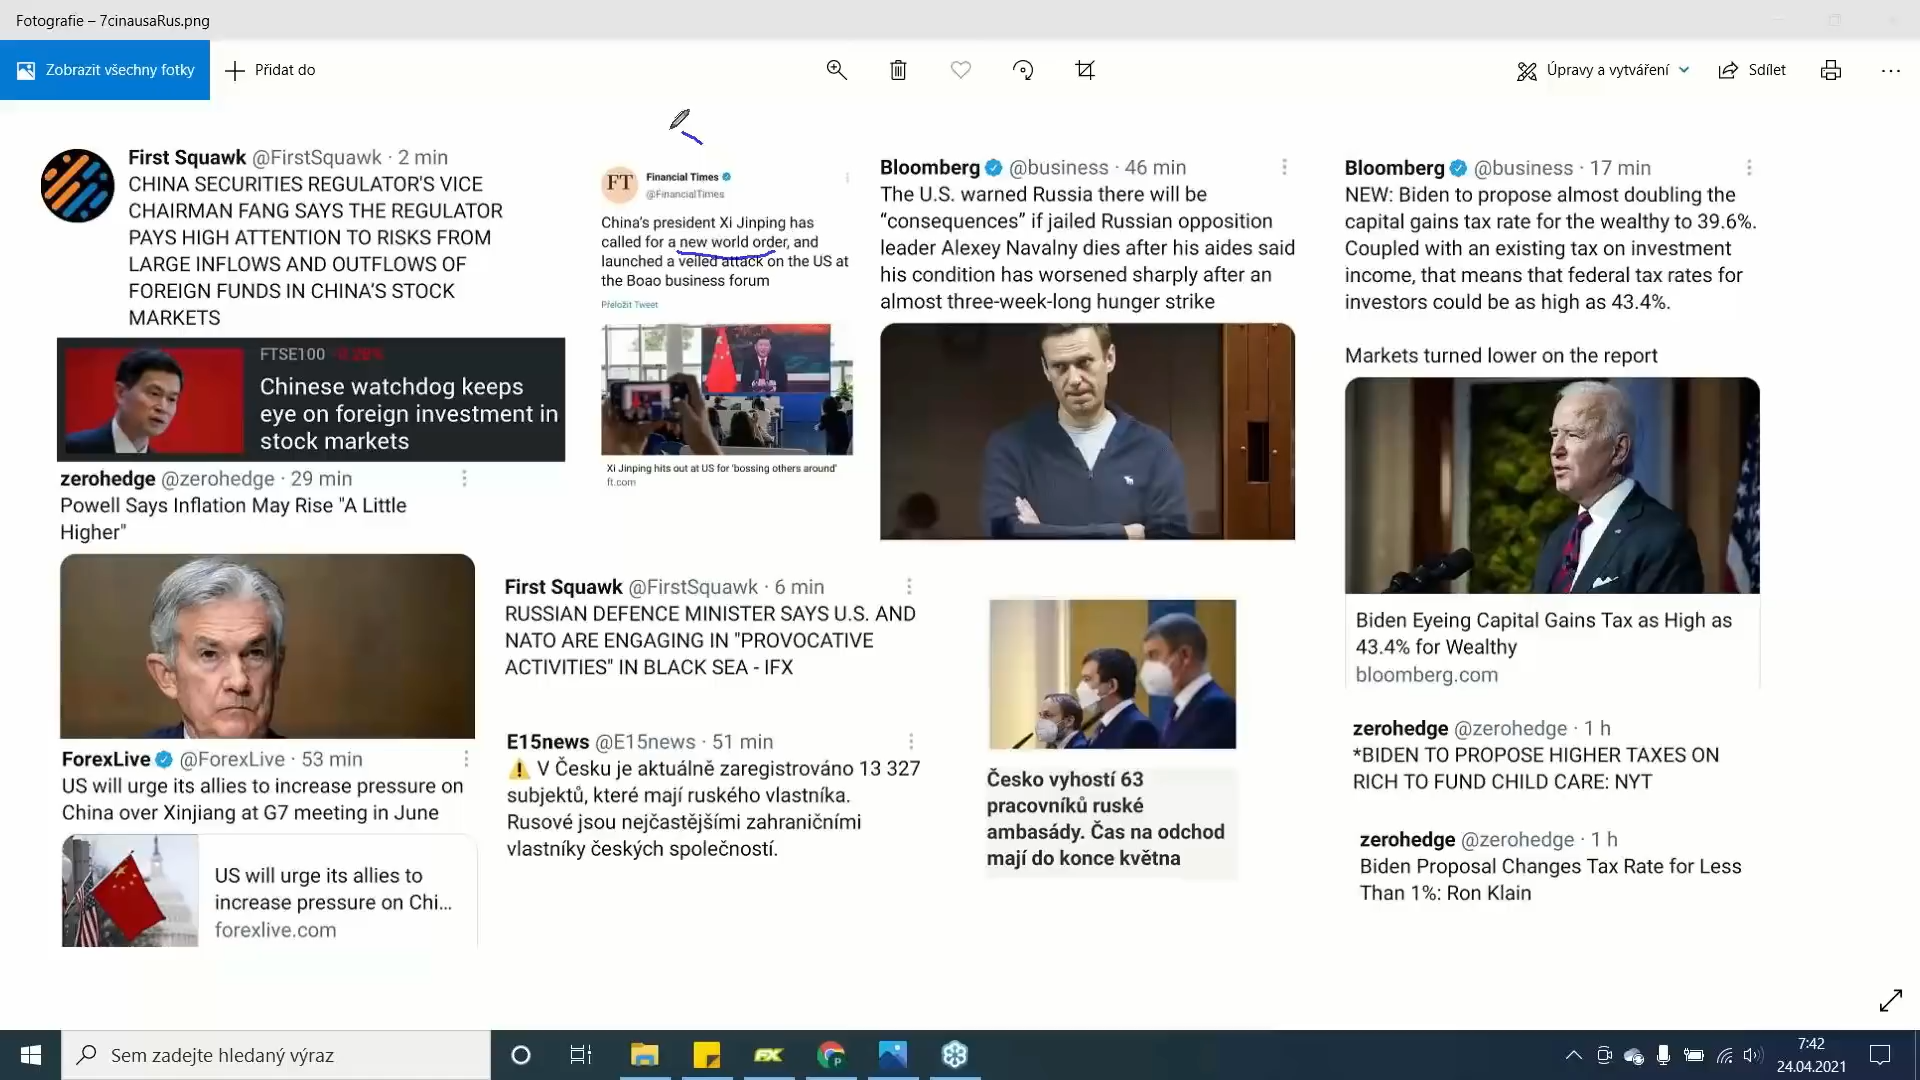 Fotografie – 7cinausaRus.png
Zobrazit všechny fotky
Přidat do
Úpravy a vytváření
Sdílet
First Squawk @FirstSquawk · 2 min
CHINA SECURITIES REGULATOR'S VICE
CHAIRMAN FANG SAYS THE REGULATOR
PAYS HIGH ATTENTION TO RISKS FROM
LARGE INFLOWS AND OUTFLOWS OF
FOREIGN FUNDS IN CHINA'S STOCK
MARKETS
FTSE100 -0.28%
Chinese watchdog keeps
eye on foreign investment in
stock markets
zerohedge @zerohedge · 29 min
Powell Says Inflation May Rise "A Little
Higher"
ForexLive @ForexLive · 53 min
US will urge its allies to increase pressure on
China over Xinjiang at G7 meeting in June
US will urge its allies to
increase pressure on Chi...
forexlive.com
FT
Financial Times
@FinancialTimes
China's president Xi Jinping has
called for a new world order, and
launched a veiled attack on the US at
the Boao business forum
Přeložit Tweet
Xi Jinping hits out at US for 'bossing others around'
ft.com
First Squawk @FirstSquawk · 6 min
RUSSIAN DEFENCE MINISTER SAYS U.S. AND
NATO ARE ENGAGING IN "PROVOCATIVE
ACTIVITIES" IN BLACK SEA - IFX
E15news @E15news · 51 min
⚠️ V Česku je aktuálně zaregistrováno 13 327
subjektů, které mají ruského vlastníka.
Rusové jsou nejčastějšími zahraničními
vlastníky českých společností.
Bloomberg @business · 46 min
The U.S. warned Russia there will be
“consequences” if jailed Russian opposition
leader Alexey Navalny dies after his aides said
his condition has worsened sharply after an
almost three-week-long hunger strike
Česko vyhostí 63
pracovníků ruské
ambasády. Čas na odchod
mají do konce května
Bloomberg @business · 17 min
NEW: Biden to propose almost doubling the
capital gains tax rate for the wealthy to 39.6%.
Coupled with an existing tax on investment
income, that means that federal tax rates for
investors could be as high as 43.4%.
Markets turned lower on the report
Biden Eyeing Capital Gains Tax as High as
43.4% for Wealthy
bloomberg.com
zerohedge @zerohedge · 1 h
*BIDEN TO PROPOSE HIGHER TAXES ON
RICH TO FUND CHILD CARE: NYT
zerohedge @zerohedge · 1 h
Biden Proposal Changes Tax Rate for Less
Than 1%: Ron Klain
Sem zadejte hledaný výraz
FX
7:42
24.04.2021